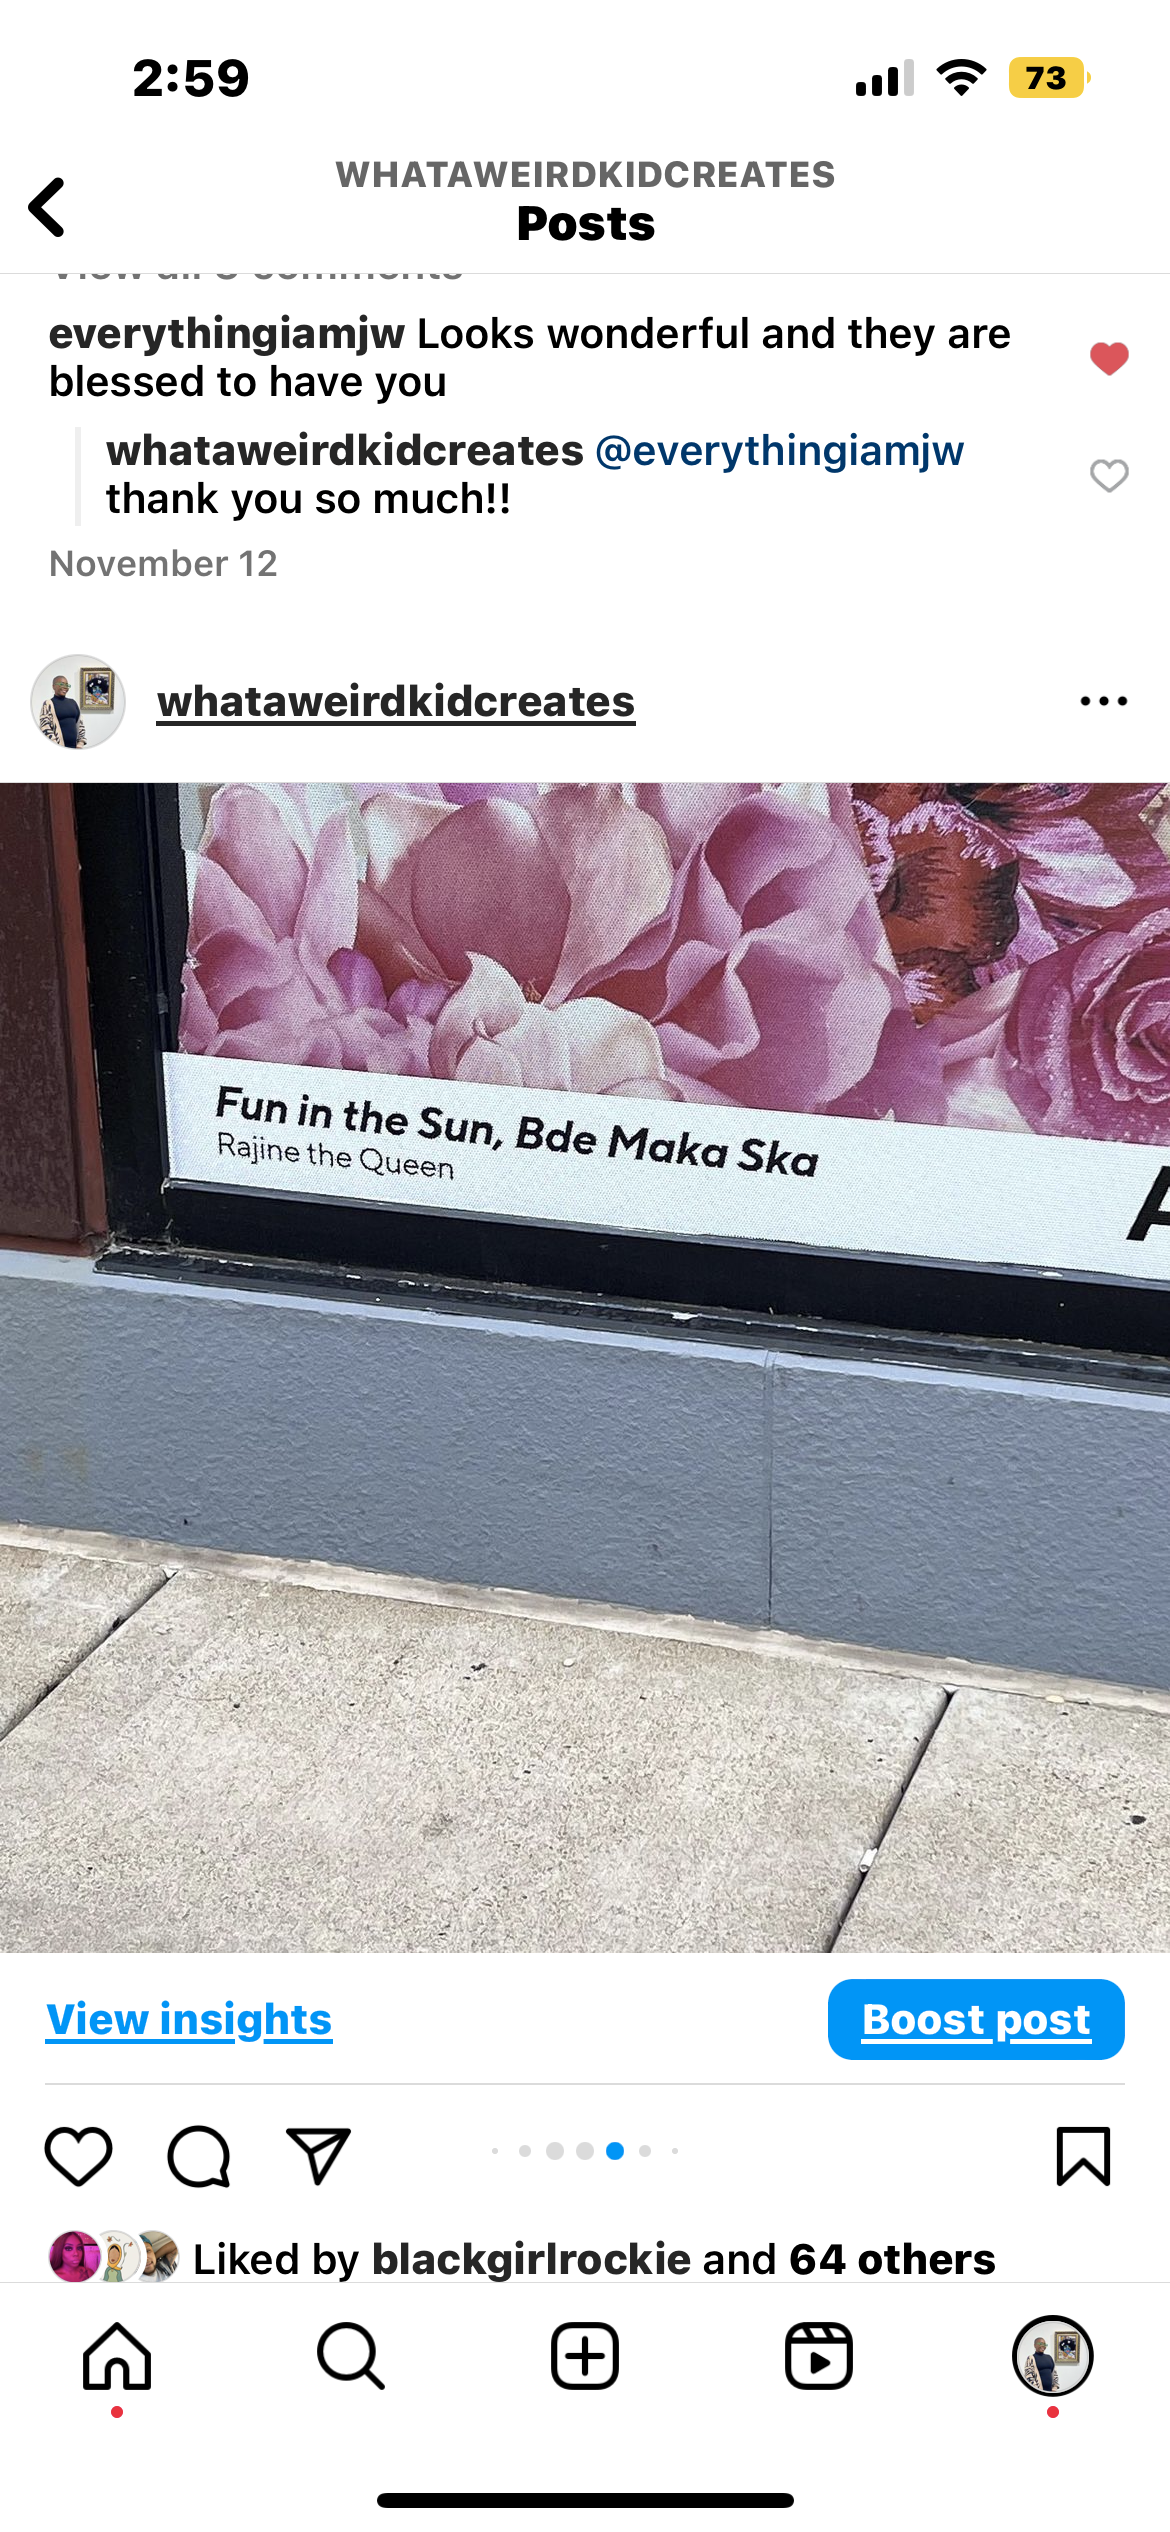 2:59
73
WHATAWEIRDKIDCREATES
Posts
everythingiamjw Looks wonderful and they are
blessed to have you
whataweirdkidcreates @everythingiamjw
thank you so much!!
November 12
whataweirdkidcreates
Fun in the Sun, Bde Maka Ska
Rajine the Queen
View insights
Boost post
Liked by blackgirlrockie and 64 others